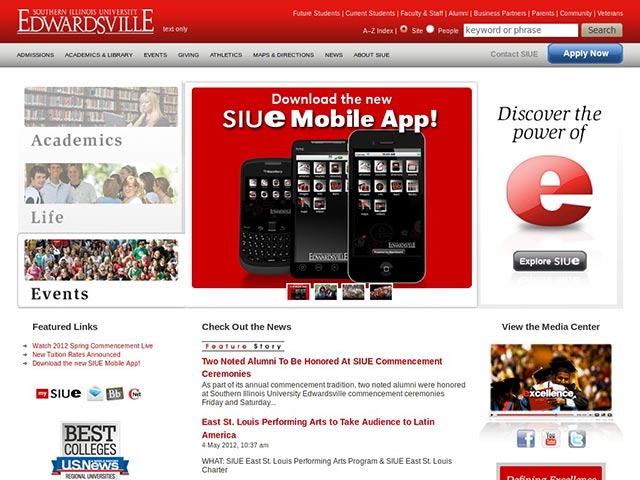 SOUTHERN ILLINOIS UNIVERSITY
EDWARDSVILLE
text only
Future Students | Current Students | Faculty & Staff | Alumni | Business Partners | Parents | Community | Veterans
A–Z Index | Site People keyword or phrase Search
ADMISSIONS ACADEMICS & LIBRARY EVENTS GIVING ATHLETICS MAPS & DIRECTIONS NEWS ABOUT SIUE Contact SIUE Apply Now
Academics
Life
Events
Download the new
SIUe Mobile App!
EDWARDSVILLE
EDWARDSVILLE
Discover the
power of
e
Explore SIUe
Featured Links
Watch 2012 Spring Commencement Live
New Tuition Rates Announced
Download the new SIUE Mobile App!
my SIUe Bb Net
BEST
COLLEGES
U.S.News
REGIONAL UNIVERSITIES
Check Out the News
Feature Story
Two Noted Alumni To Be Honored At SIUE Commencement
Ceremonies
As part of its annual commencement tradition, two noted alumni were honored
at Southern Illinois University Edwardsville commencement ceremonies
Friday and Saturday...
East St. Louis Performing Arts to Take Audience to Latin
America
4 May 2012, 10:37 am
WHAT: SIUE East St. Louis Performing Arts Program & SIUE East St. Louis
Charter
View the Media Center
excellence.
f You Tube
Defining Excellence